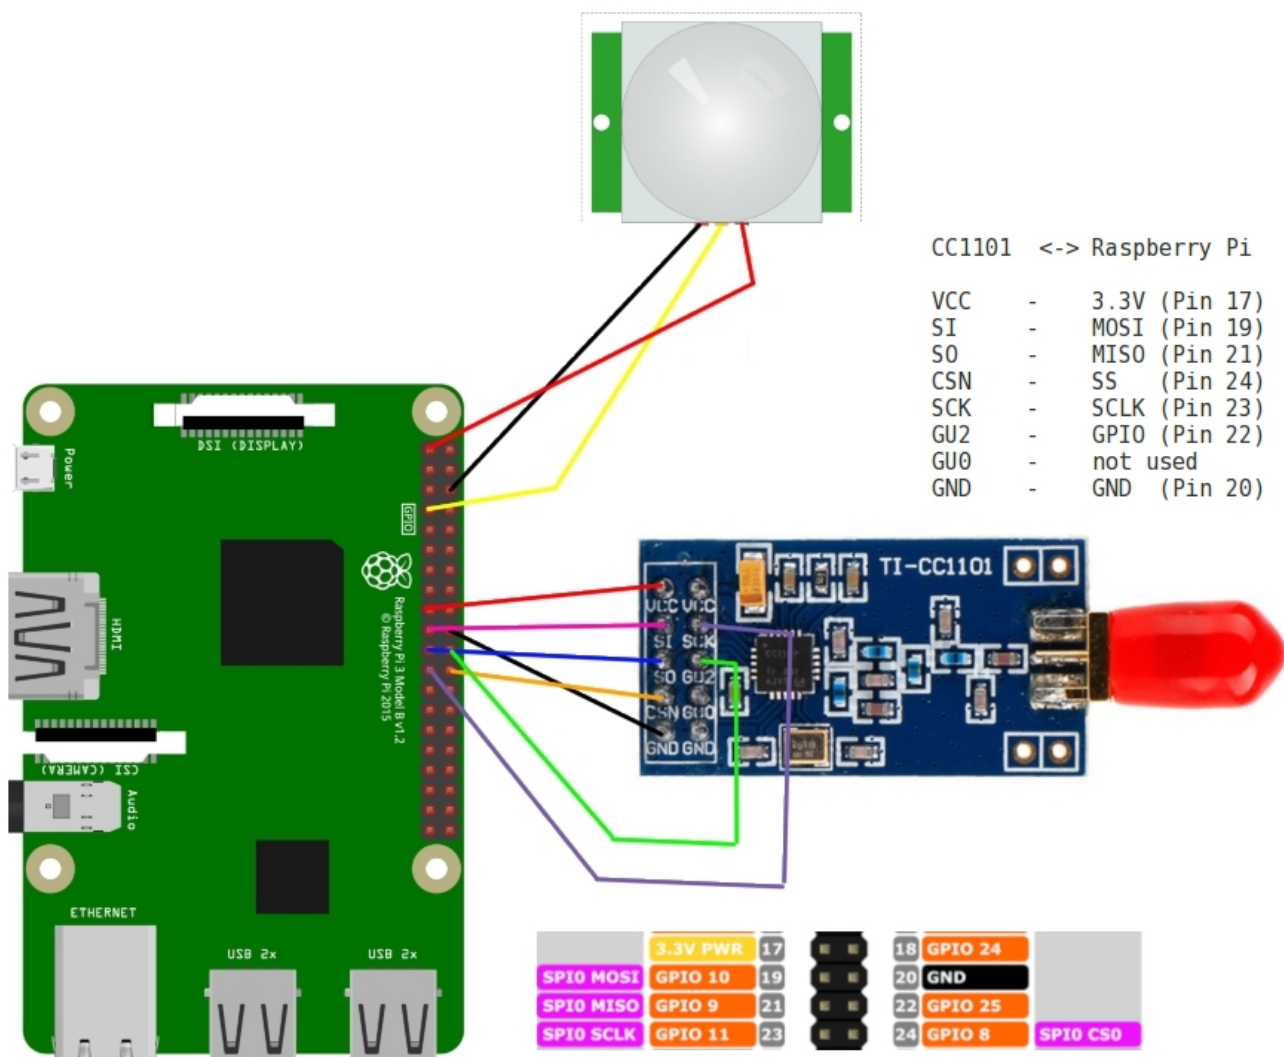 CC1101 <-> Raspberry Pi
VCC - 3.3V (Pin 17)
SI - MOSI (Pin 19)
SO - MISO (Pin 21)
CSN - SS (Pin 24)
SCK - SCLK (Pin 23)
GU2 - GPIO (Pin 22)
GU0 - not used
GND - GND (Pin 20)
DSI (DISPLAY)
Power
GPIO
HDMI
Raspberry Pi 3 Model B v1.2
© Raspberry Pi 2015
CSI (CAMERA)
Audio
ETHERNET
USB 2x
USB 2x
TI-CC1101
VCC VCC
SI SCK
SO GU2
CSN GUO
GND GND
3.3V PWR 17 18 GPIO 24
SPI0 MOSI GPIO 10 19 20 GND
SPI0 MISO GPIO 9 21 22 GPIO 25
SPI0 SCLK GPIO 11 23 24 GPIO 8 SPI0 CS0